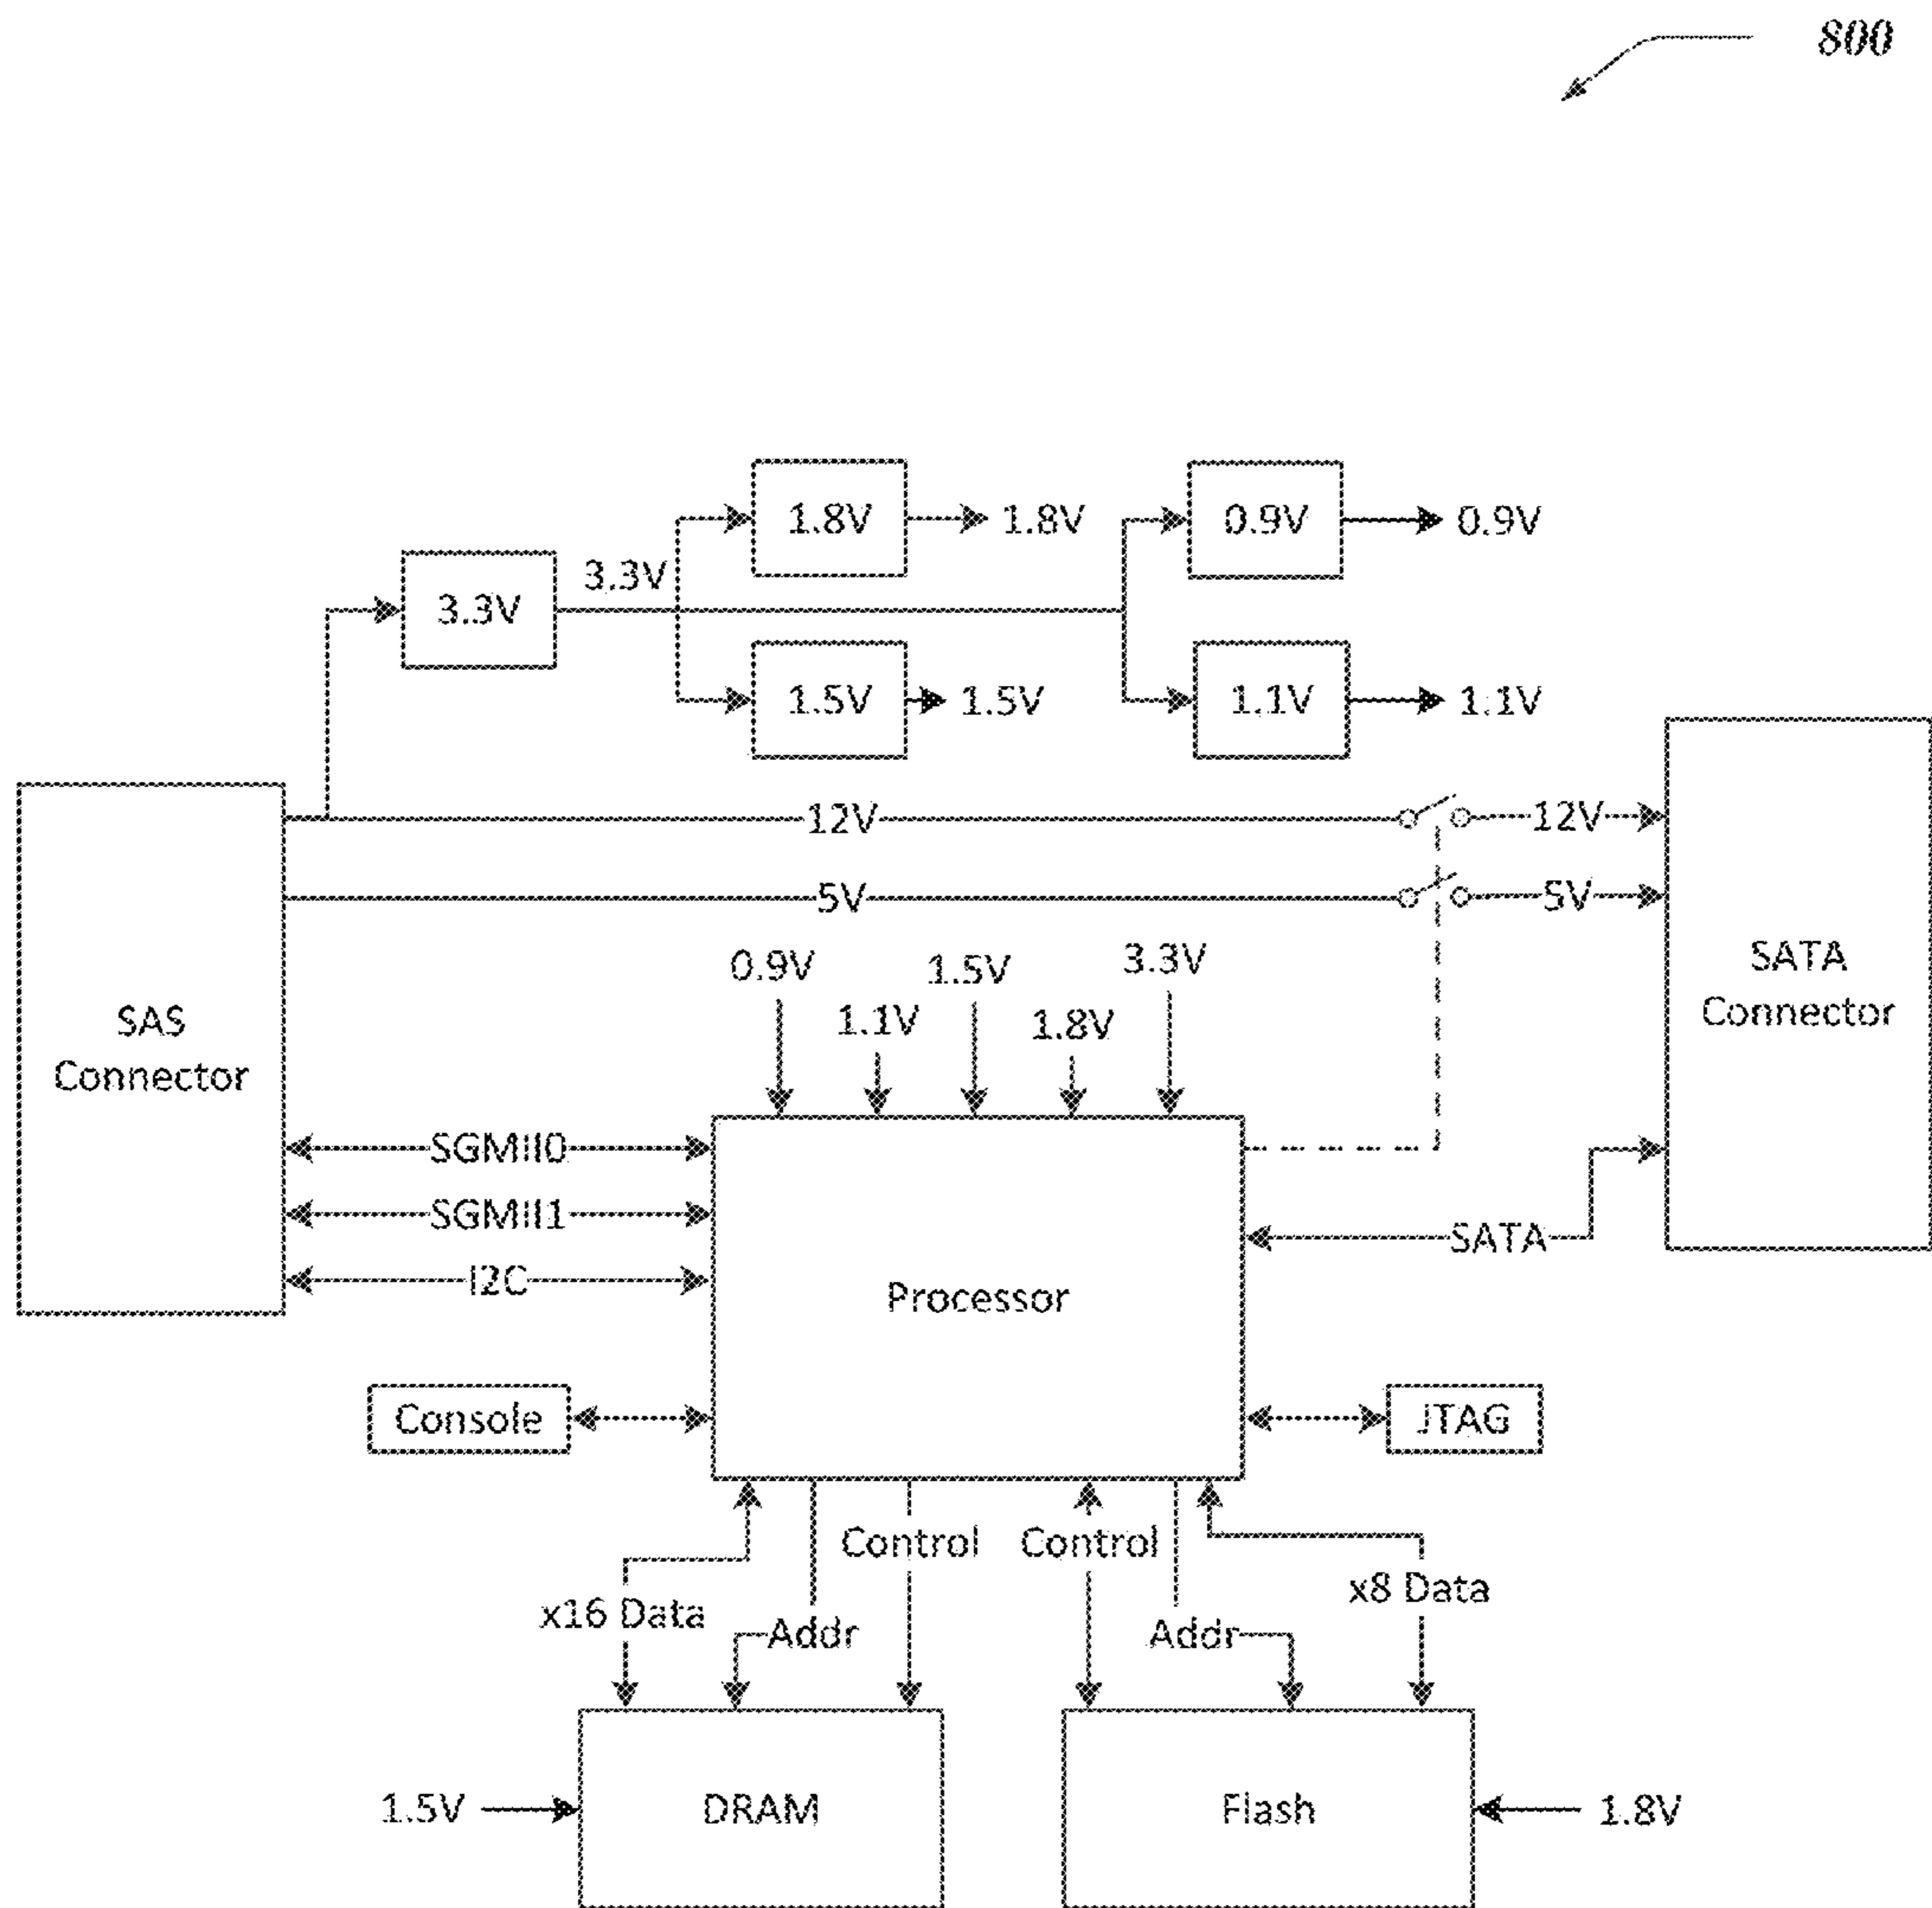 800
1.8V
1.8V
0.9V
0.9V
3.3V
3.3V
1.5V
1.5V
1.1V
1.1V
12V
12V
5V
5V
SAS
Connector
SATA
Connector
0.9V
1.1V
1.5V
1.8V
3.3V
SGMII0
SGMII1
I2C
SATA
Processor
Console
JTAG
x16 Data
Addr
Control
Control
Addr
x8 Data
1.5V
DRAM
Flash
1.8V